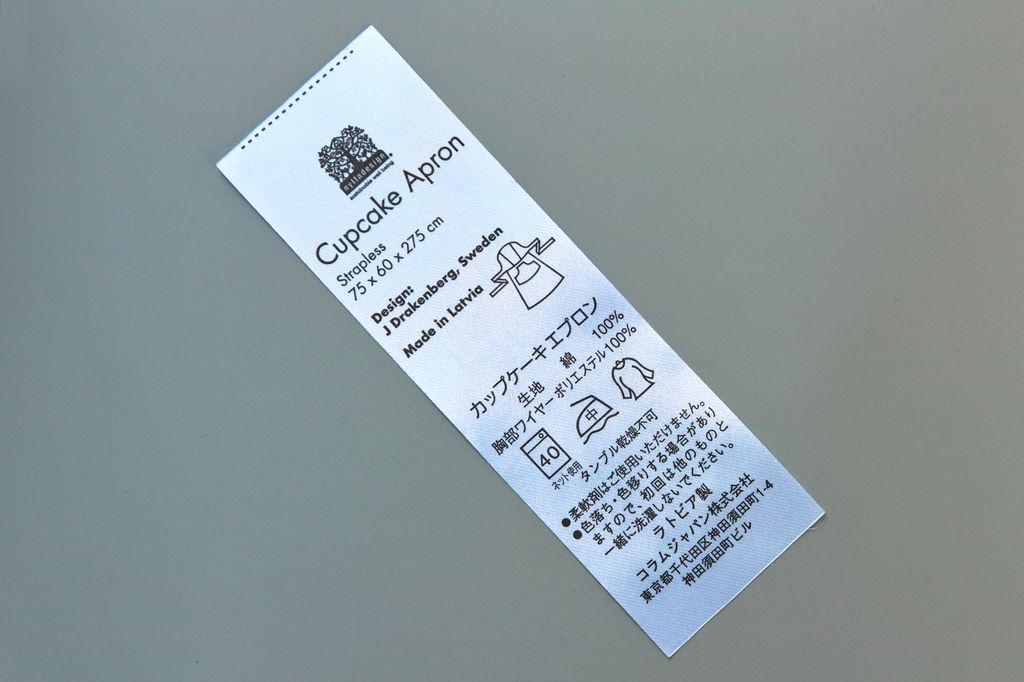 nyttadesign
sustainable well being
Cupcake Apron
Strapless
75 x 60 x 275 cm
Design:
J Drakenberg, Sweden
Made in Latvia
カップケーキエプロン
生地 綿 100%
胸部ワイヤー ポリエステル100%
40
中
ネット使用
タンブル乾燥不可
●柔軟剤はご使用いただけません。
●色落ち・色移りする場合があり
ますので、初回は他のものと
一緒に洗濯しないでください。
ラトビア製
コラムジャパン株式会社
東京都千代田区神田須田町1-4
神田須田町ビル